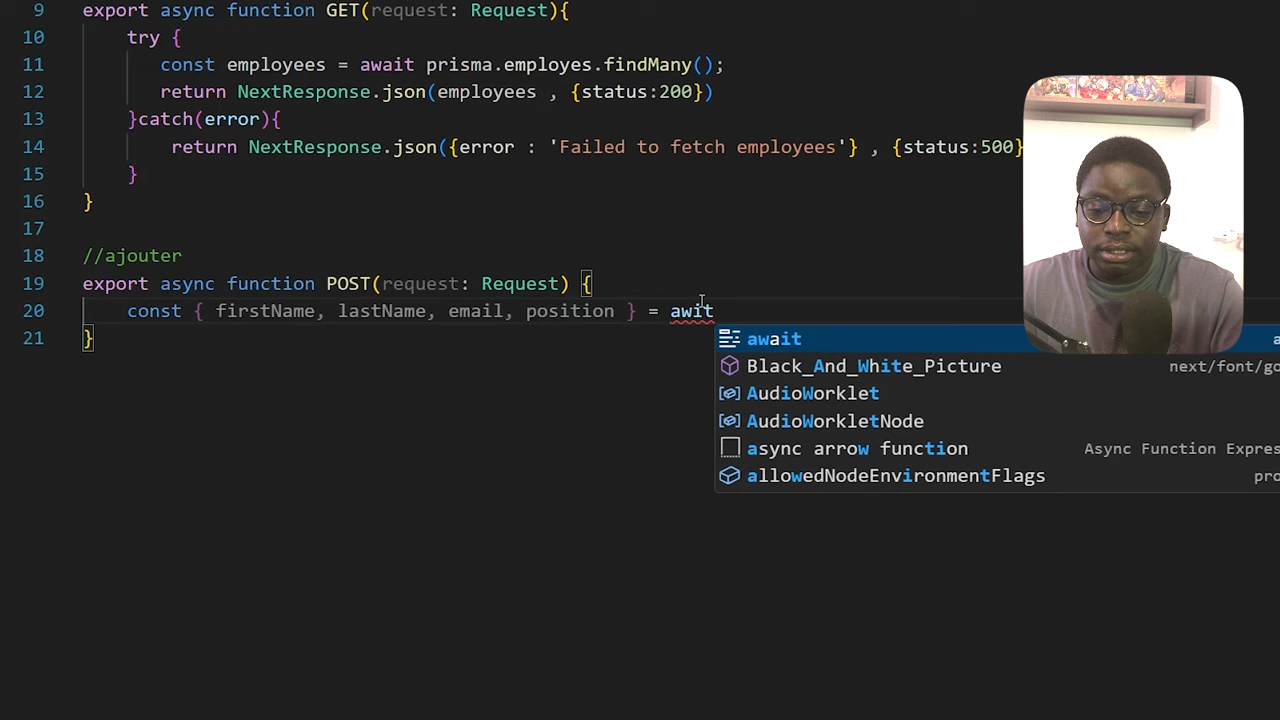 9 export async function GET(request: Request){
10 try {
11 const employees = await prisma.employes.findMany();
12 return NextResponse.json(employees , {status:200})
13 }catch(error){
14 return NextResponse.json({error : 'Failed to fetch employees'} , {status:500}
15 }
16 }
17
18 //ajouter
19 export async function POST(request: Request) {
20 const { firstName, lastName, email, position } = awit
21 }
await a
Black_And_White_Picture next/font/go
AudioWorklet
AudioWorkletNode
async arrow function Async Function Expres
allowedNodeEnvironmentFlags pro